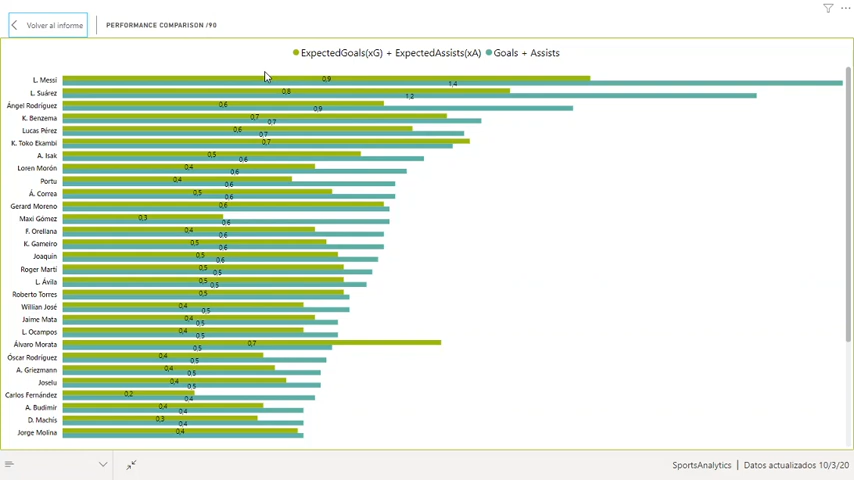 Volver al informe
PERFORMANCE COMPARISON /90
ExpectedGoals(xG) + ExpectedAssists(xA) Goals + Assists
L. Messi 0,9 1,4
L. Suárez 0,8 1,2
Ángel Rodríguez 0,6 0,9
K. Benzema 0,7 0,7
Lucas Pérez 0,6 0,7
K. Toko Ekambi 0,7
A. Isak 0,5 0,6
Loren Morón 0,4 0,6
Portu 0,4 0,6
Á. Correa 0,5 0,6
Gerard Moreno 0,6
Maxi Gómez 0,3 0,6
F. Orellana 0,4 0,6
K. Gameiro 0,5 0,6
Joaquín 0,5 0,6
Roger Martí 0,5 0,5
L. Ávila 0,5 0,5
Roberto Torres 0,5
Willian José 0,4 0,5
Jaime Mata 0,4 0,5
L. Ocampos 0,4 0,5
Álvaro Morata 0,7 0,5
Óscar Rodríguez 0,4 0,5
A. Griezmann 0,4 0,5
Joselu 0,4 0,5
Carlos Fernández 0,2 0,4
A. Budimir 0,4 0,4
D. Machís 0,3 0,4
Jorge Molina 0,4
SportsAnalytics | Datos actualizados 10/3/20